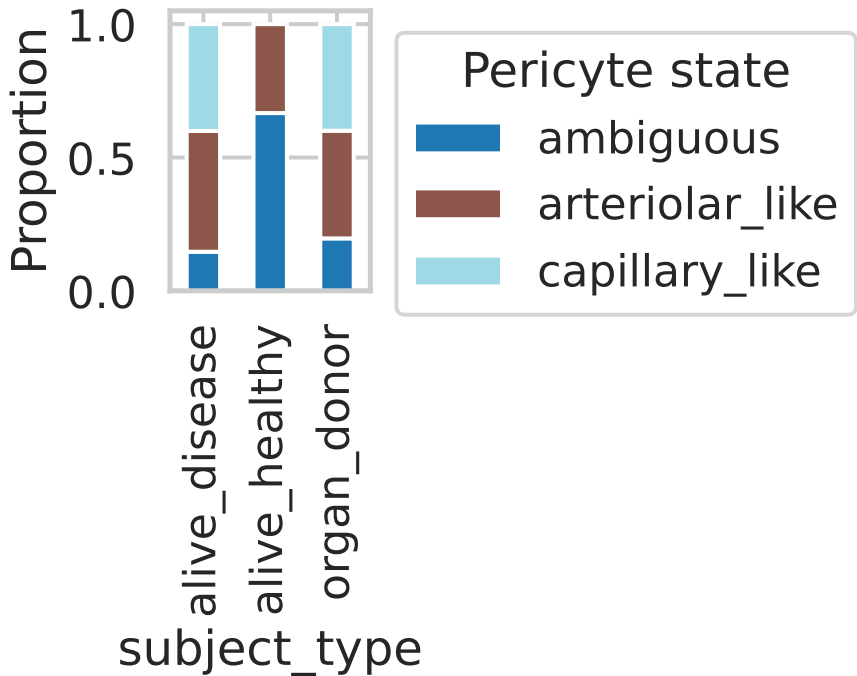 Proportion
1.0
0.5
0.0
alive_disease
alive_healthy
organ_donor
subject_type
Pericyte state
ambiguous
arteriolar_like
capillary_like